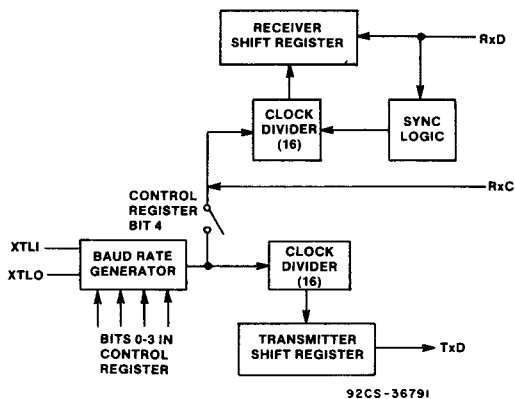 RECEIVER
SHIFT REGISTER
RxD
CLOCK
DIVIDER
(16)
SYNC
LOGIC
RxC
CONTROL
REGISTER
BIT 4
XTLI
XTLO
BAUD RATE
GENERATOR
CLOCK
DIVIDER
(16)
BITS 0-3 IN
CONTROL
REGISTER
TRANSMITTER
SHIFT REGISTER
TxD
92CS-36791